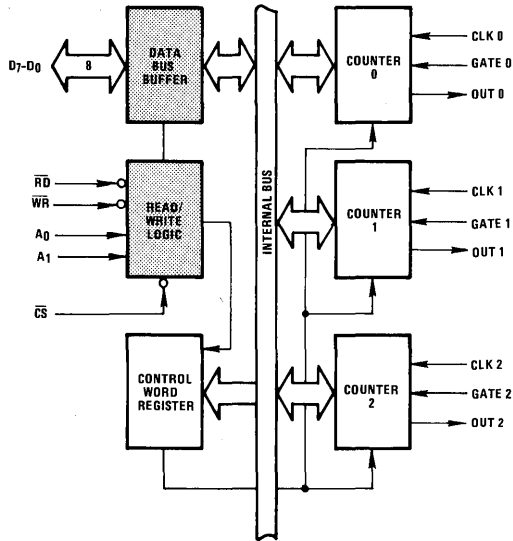 D7-D0
8
DATA
BUS
BUFFER
COUNTER
0
CLK 0
GATE 0
OUT 0
RD
WR
A0
A1
CS
READ/
WRITE
LOGIC
INTERNAL BUS
COUNTER
1
CLK 1
GATE 1
OUT 1
CONTROL
WORD
REGISTER
COUNTER
2
CLK 2
GATE 2
OUT 2